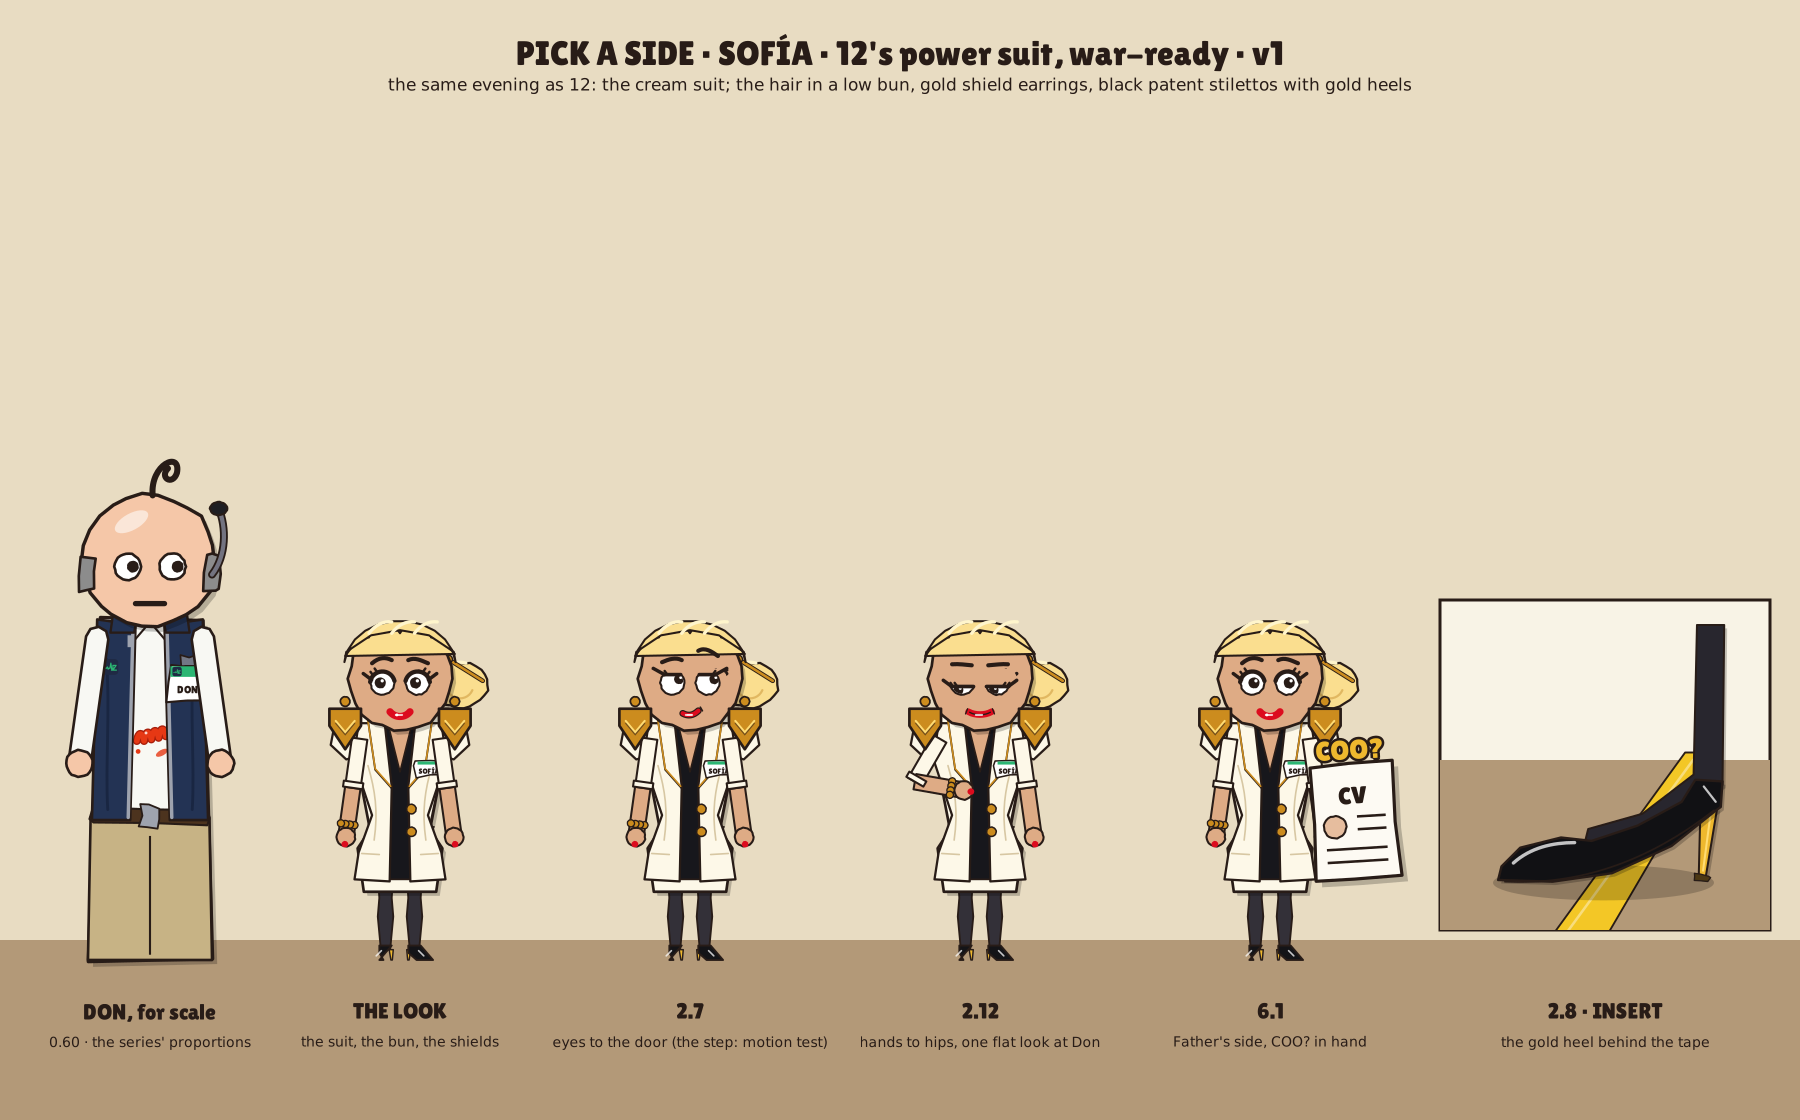 PICK A SIDE · SOFÍA · 12's power suit, war-ready · v1
the same evening as 12: the cream suit; the hair in a low bun, gold shield earrings, black patent stilettos with gold heels
DON
SOFÍA
SOFÍA
SOFÍA
SOFÍA
COO?
CV
DON, for scale
0.60 · the series' proportions
THE LOOK
the suit, the bun, the shields
2.7
eyes to the door (the step: motion test)
2.12
hands to hips, one flat look at Don
6.1
Father's side, COO? in hand
2.8 · INSERT
the gold heel behind the tape